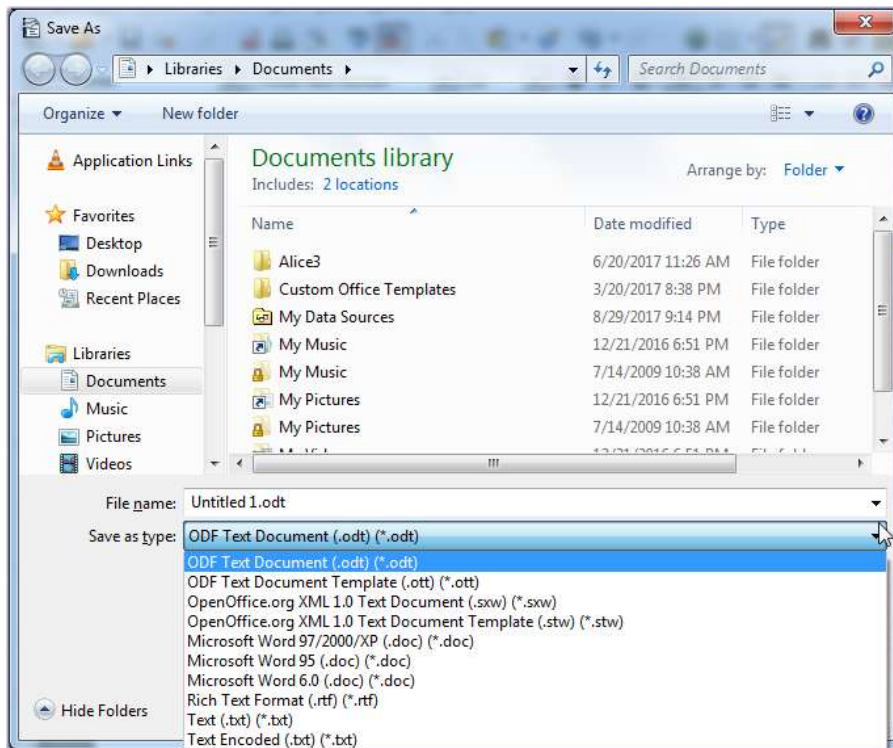 Save As
Libraries Documents
Search Documents
Organize
New folder
Application Links
Favorites
Desktop
Downloads
Recent Places
Libraries
Documents
Music
Pictures
Videos
Documents library
Includes: 2 locations
Arrange by: Folder
Name Date modified Type
Alice3 6/20/2017 11:26 AM File folder
Custom Office Templates 3/20/2017 8:38 PM File folder
My Data Sources 8/29/2017 9:14 PM File folder
My Music 12/21/2016 6:51 PM File folder
My Music 7/14/2009 10:38 AM File folder
My Pictures 12/21/2016 6:51 PM File folder
My Pictures 7/14/2009 10:38 AM File folder
File name: Untitled 1.odt
Save as type: ODF Text Document (.odt) (*.odt)
ODF Text Document (.odt) (*.odt)
ODF Text Document Template (.ott) (*.ott)
OpenOffice.org XML 1.0 Text Document (.sxw) (*.sxw)
OpenOffice.org XML 1.0 Text Document Template (.stw) (*.stw)
Microsoft Word 97/2000/XP (.doc) (*.doc)
Microsoft Word 95 (.doc) (*.doc)
Microsoft Word 6.0 (.doc) (*.doc)
Rich Text Format (.rtf) (*.rtf)
Text (.txt) (*.txt)
Text Encoded (.txt) (*.txt)
Hide Folders